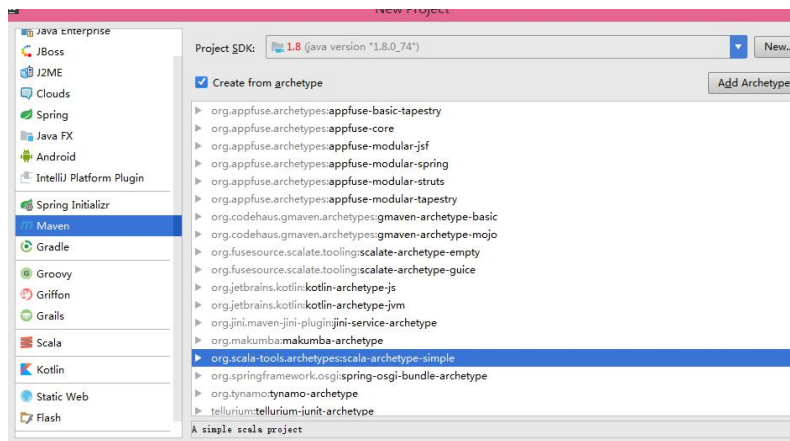 New Project
Java Enterprise
JBoss
J2ME
Clouds
Spring
Java FX
Android
IntelliJ Platform Plugin
Spring Initializr
Maven
Gradle
Groovy
Griffon
Grails
Scala
Kotlin
Static Web
Flash
Project SDK:
1.8 (java version "1.8.0_74")
New..
Create from archetype
Add Archetype
org.appfuse.archetypes:appfuse-basic-tapestry
org.appfuse.archetypes:appfuse-core
org.appfuse.archetypes:appfuse-modular-jsf
org.appfuse.archetypes:appfuse-modular-spring
org.appfuse.archetypes:appfuse-modular-struts
org.appfuse.archetypes:appfuse-modular-tapestry
org.codehaus.gmaven.archetypes:gmaven-archetype-basic
org.codehaus.gmaven.archetypes:gmaven-archetype-mojo
org.fusesource.scalate.tooling:scalate-archetype-empty
org.fusesource.scalate.tooling:scalate-archetype-guice
org.jetbrains.kotlin:kotlin-archetype-js
org.jetbrains.kotlin:kotlin-archetype-jvm
org.jini.maven-jini-plugin:jini-service-archetype
org.makumba:makumba-archetype
org.scala-tools.archetypes:scala-archetype-simple
org.springframework.osgi:spring-osgi-bundle-archetype
org.tynamo:tynamo-archetype
tellurium:tellurium-junit-archetype
A simple scala project